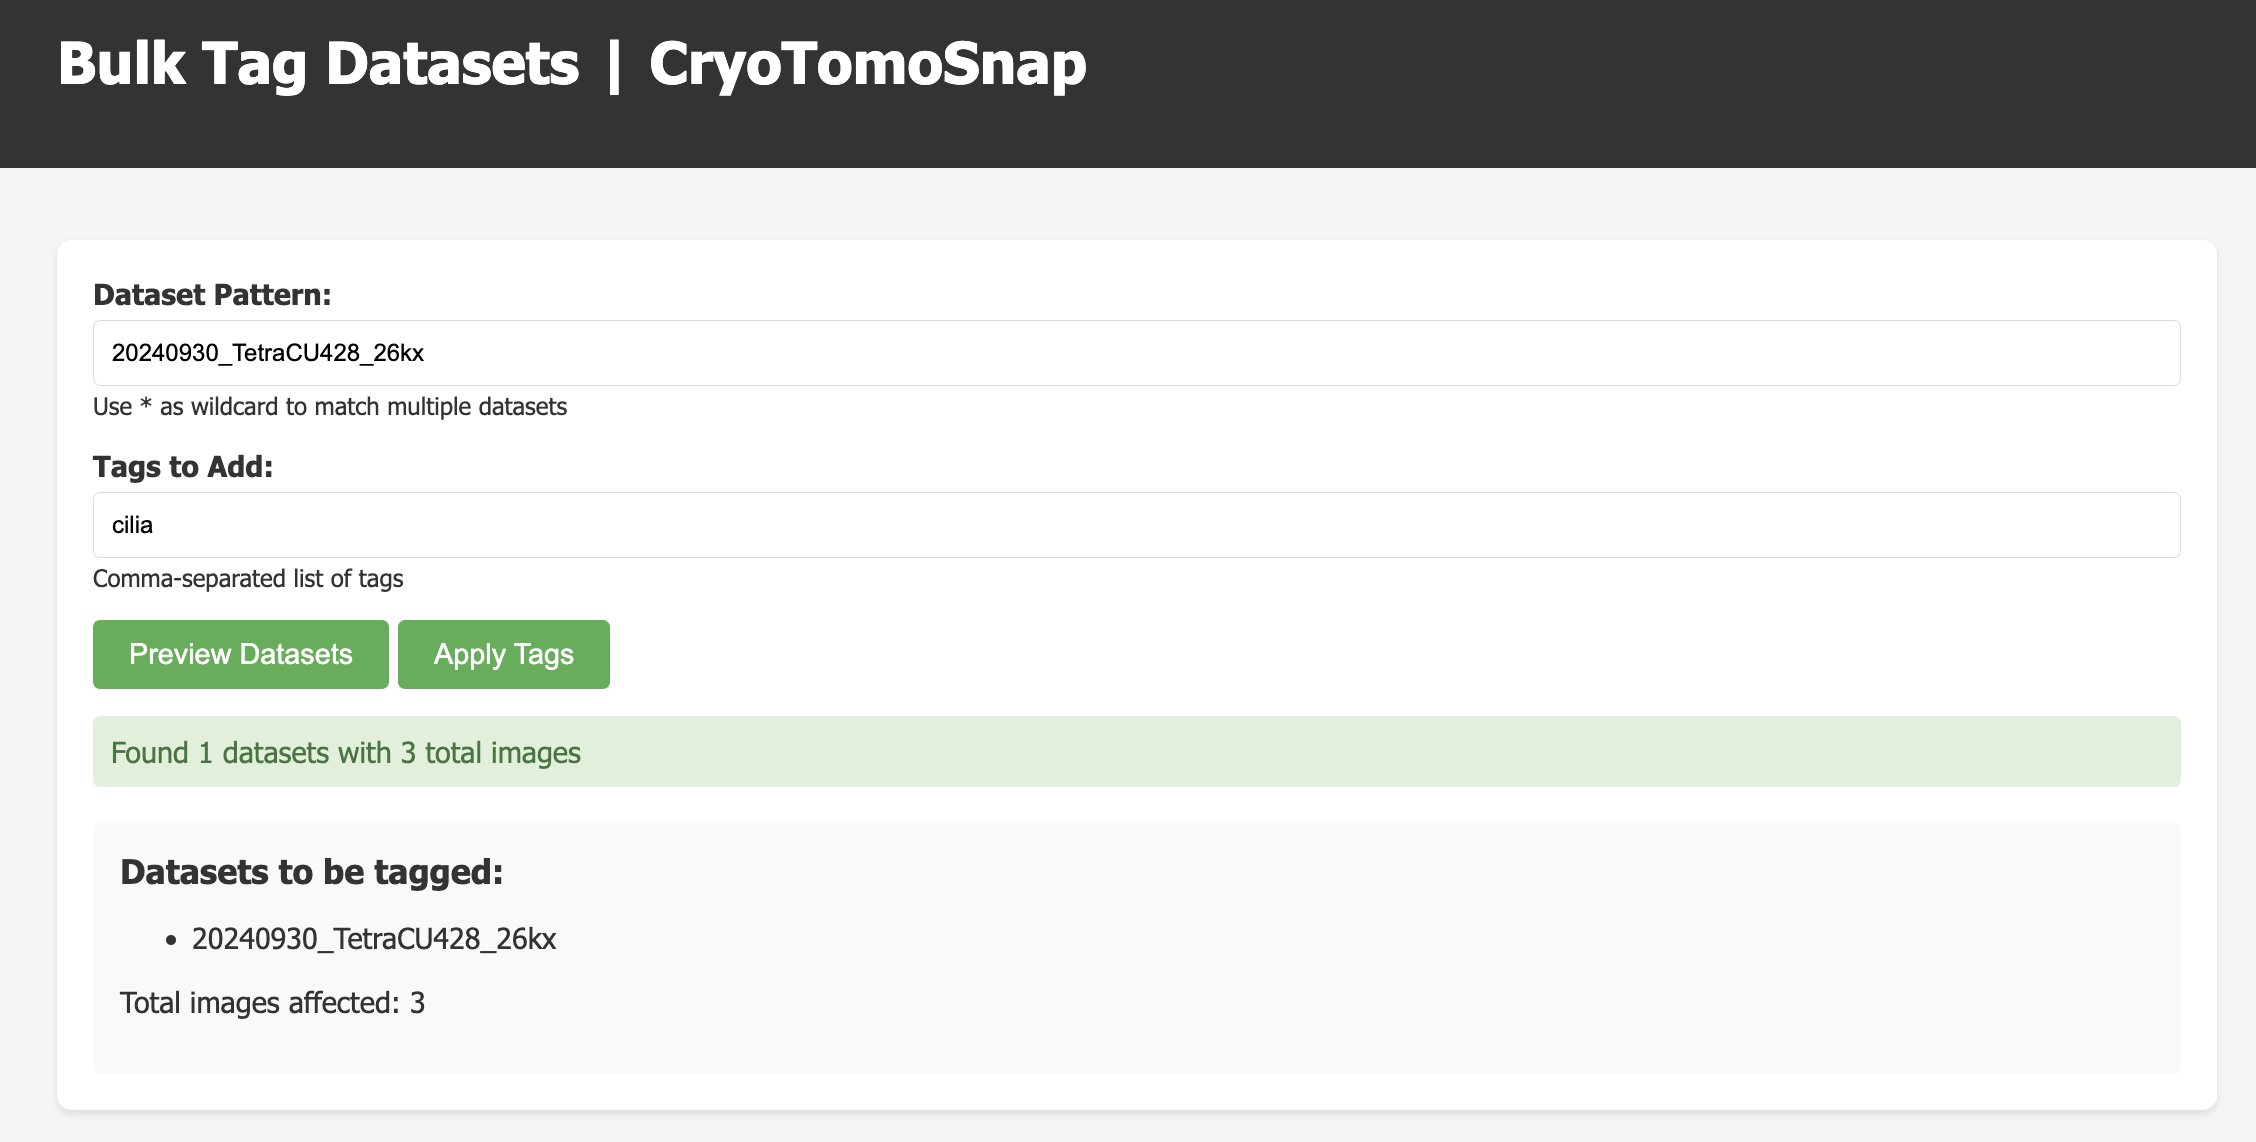 Bulk Tag Datasets | CryoTomoSnap
Dataset Pattern:
20240930_TetraCU428_26kx
Use * as wildcard to match multiple datasets
Tags to Add:
cilia
Comma-separated list of tags
Preview Datasets Apply Tags
Found 1 datasets with 3 total images
Datasets to be tagged:
• 20240930_TetraCU428_26kx
Total images affected: 3